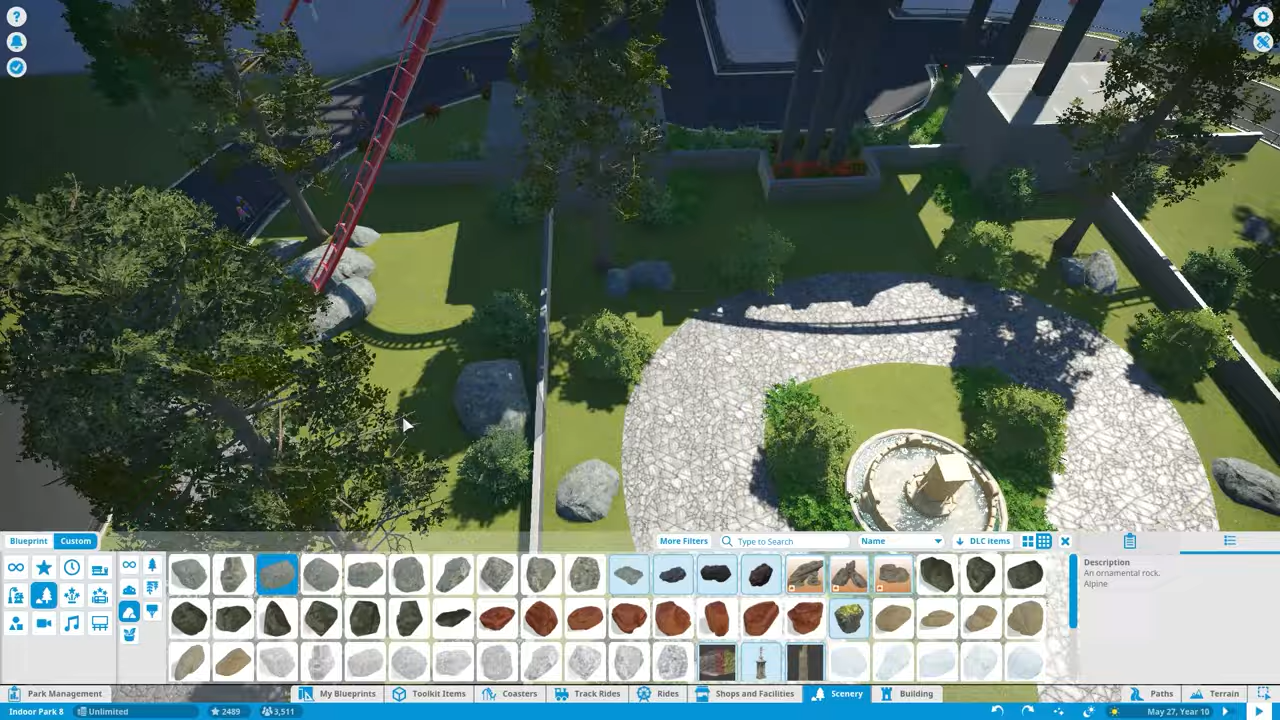 Blueprint
Custom
More Filters
Type to Search
Name
DLC items
Description
An ornamental rock.
Alpine
Park Management
My Blueprints
Toolkit Items
Coasters
Track Rides
Rides
Shops and Facilities
Scenery
Building
Paths
Terrain
Indoor Park 8
Unlimited
2489
3,511
May 27, Year 10